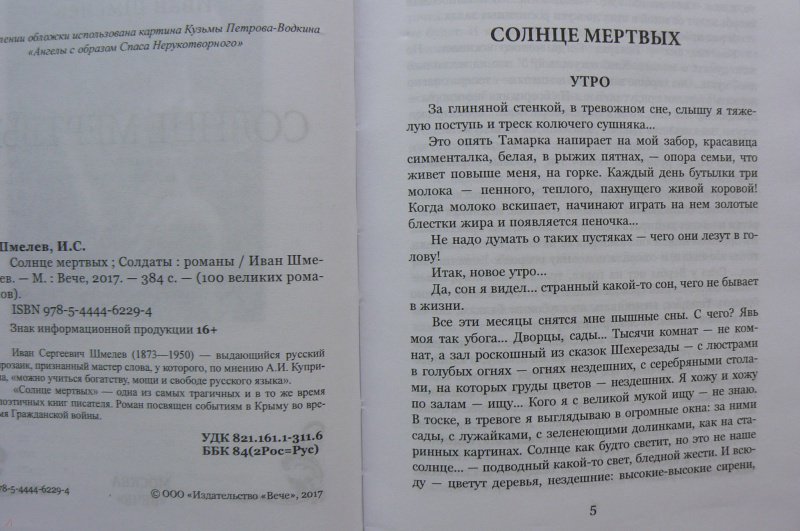 лении обложки использована картина Кузьмы Петрова-Водкина
«Ангелы с образом Спаса Нерукотворного»
Шмелев, И.С.
Солнце мертвых ; Солдаты : романы / Иван Шме-
ев. — М. : Вече, 2017. — 384 с. — (100 великих рома-
ов).
ISBN 978-5-4444-6229-4
Знак информационной продукции 16+
Иван Сергеевич Шмелев (1873—1950) — выдающийся русский
прозаик, признанный мастер слова, у которого, по мнению А.И. Купри-
на, «можно учиться богатству, мощи и свободе русского языка».
«Солнце мертвых» — одна из самых трагичных и в то же время
поэтичных книг писателя. Роман посвящен событиям в Крыму во вре-
мя Гражданской войны.
УДК 821.161.1-311.6
ББК 84(2Рос=Рус)
978-5-4444-6229-4
© ООО «Издательство «Вече», 2017
СОЛНЦЕ МЕРТВЫХ
УТРО
За глиняной стенкой, в тревожном сне, слышу я тяже-
лую поступь и треск колючего сушняка...
Это опять Тамарка напирает на мой забор, красавица
симменталка, белая, в рыжих пятнах, — опора семьи, что
живет повыше меня, на горке. Каждый день бутылки три
молока — пенного, теплого, пахнущего живой коровой!
Когда молоко вскипает, начинают играть на нем золотые
блестки жира и появляется пеночка...
Не надо думать о таких пустяках — чего они лезут в го-
лову!
Итак, новое утро...
Да, сон я видел... странный какой-то сон, чего не бывает
в жизни.
Все эти месяцы снятся мне пышные сны. С чего? Явь
моя так убога... Дворцы, сады... Тысячи комнат — не ком-
нат, а зал роскошный из сказок Шехерезады — с люстрами
в голубых огнях — огнях нездешних, с серебряными стола-
ми, на которых груды цветов — нездешних. Я хожу и хожу
по залам — ищу... Кого я с великой мукой ищу — не знаю.
В тоске, в тревоге я выглядываю в огромные окна: за ними
сады, с лужайками, с зеленеющими долинками, как на ста-
ринных картинах. Солнце как будто светит, но это не наше
солнце... — подводный какой-то свет, бледной жести. И всю-
ду — цветут деревья, нездешние: высокие-высокие сирени,
5